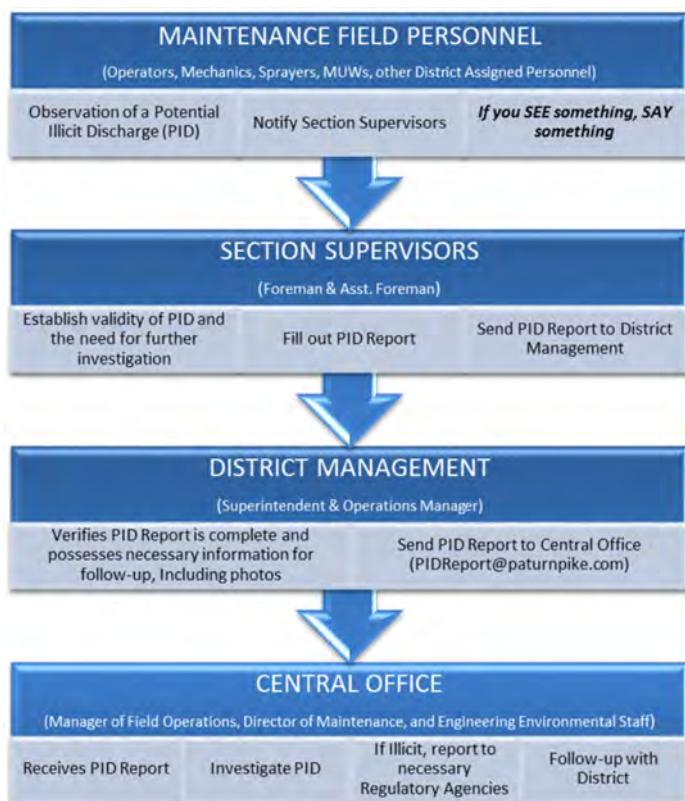 MAINTENANCE FIELD PERSONNEL
(Operators, Mechanics, Sprayers, MUWs, other District Assigned Personnel)
Observation of a Potential
Illicit Discharge (PID)
Notify Section Supervisors
If you SEE something, SAY
something
SECTION SUPERVISORS
(Foreman & Asst. Foreman)
Establish validity of PID and
the need for further
investigation
Fill out PID Report
Send PID Report to District
Management
DISTRICT MANAGEMENT
(Superintendent & Operations Manager)
Verifies PID Report is complete and
possesses necessary information for
follow-up, Including photos
Send PID Report to Central Office
(PIDReport@paturnpike.com)
CENTRAL OFFICE
(Manager of Field Operations, Director of Maintenance, and Engineering Environmental Staff)
Receives PID Report
Investigate PID
If Illicit, report to
necessary
Regulatory Agencies
Follow-up with
District